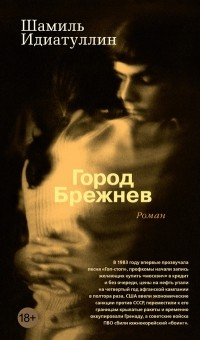 Шамиль
Идиатуллин
Город
Брежнев
Роман
В 1983 году впервые прозвучала
песня «Гоп-стоп», профкомы начали запись
желающих купить «москвич» в кредит
и без очереди, цены на нефть упали
на четвертый год афганской кампании
в полтора раза, США ввели экономические
санкции против СССР, переместили к его
границам крылатые ракеты и временно
оккупировали Гренаду, а советские войска
ПВО сбили южнокорейский «боинг».
18+